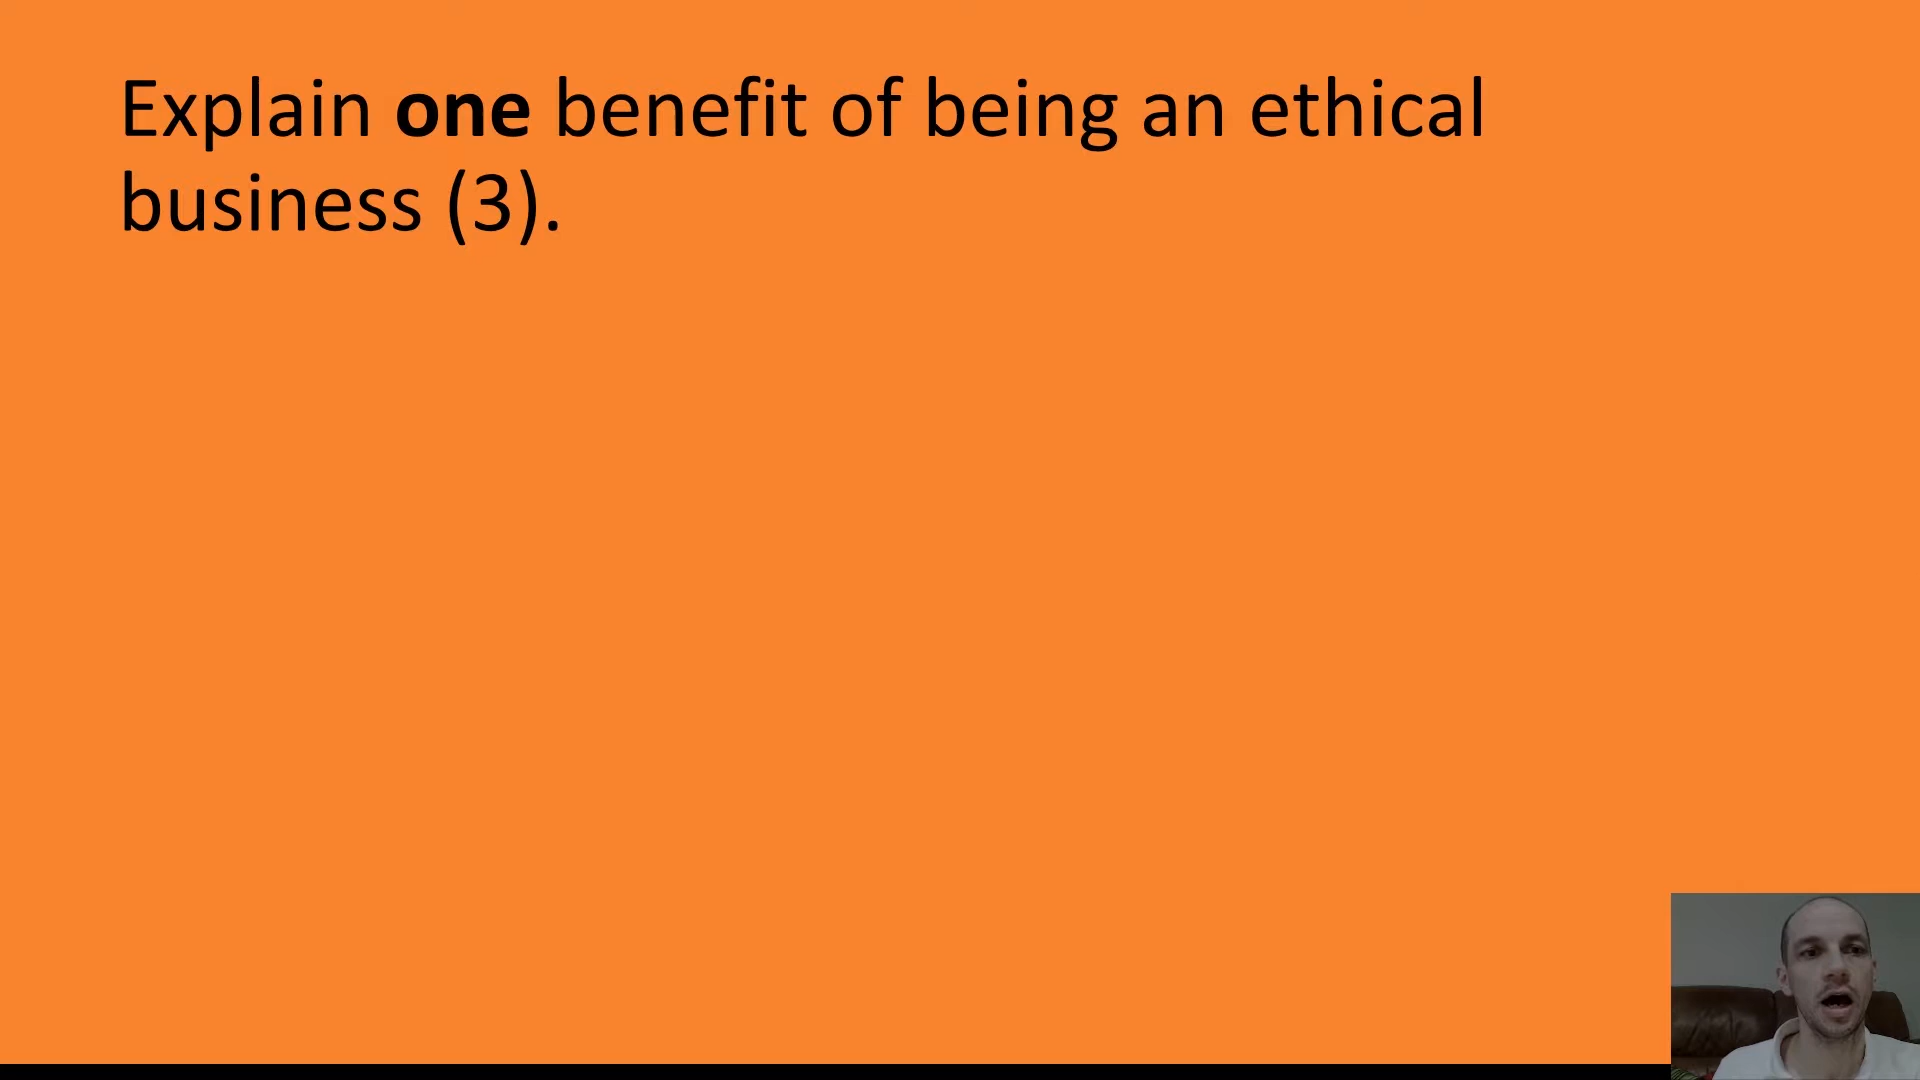 Explain one benefit of being an ethical
business (3).